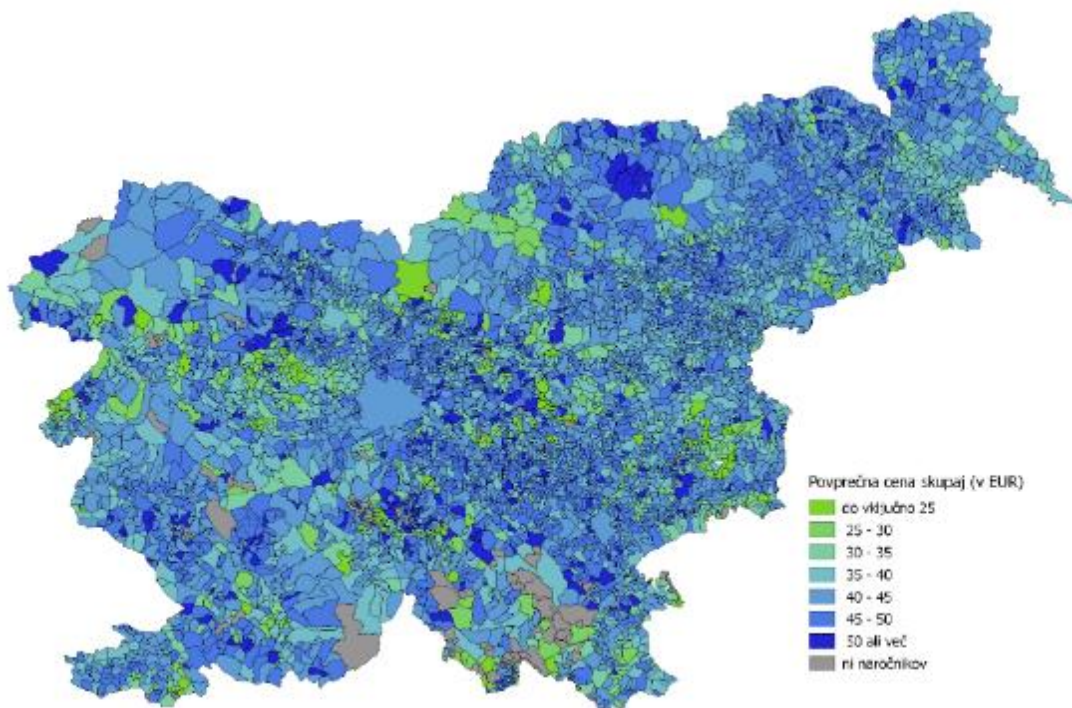 Povprečna cena skupaj (v EUR)
do vključno 25
25 - 30
30 - 35
35 - 40
40 - 45
45 - 50
50 ali več
ni naročnikov